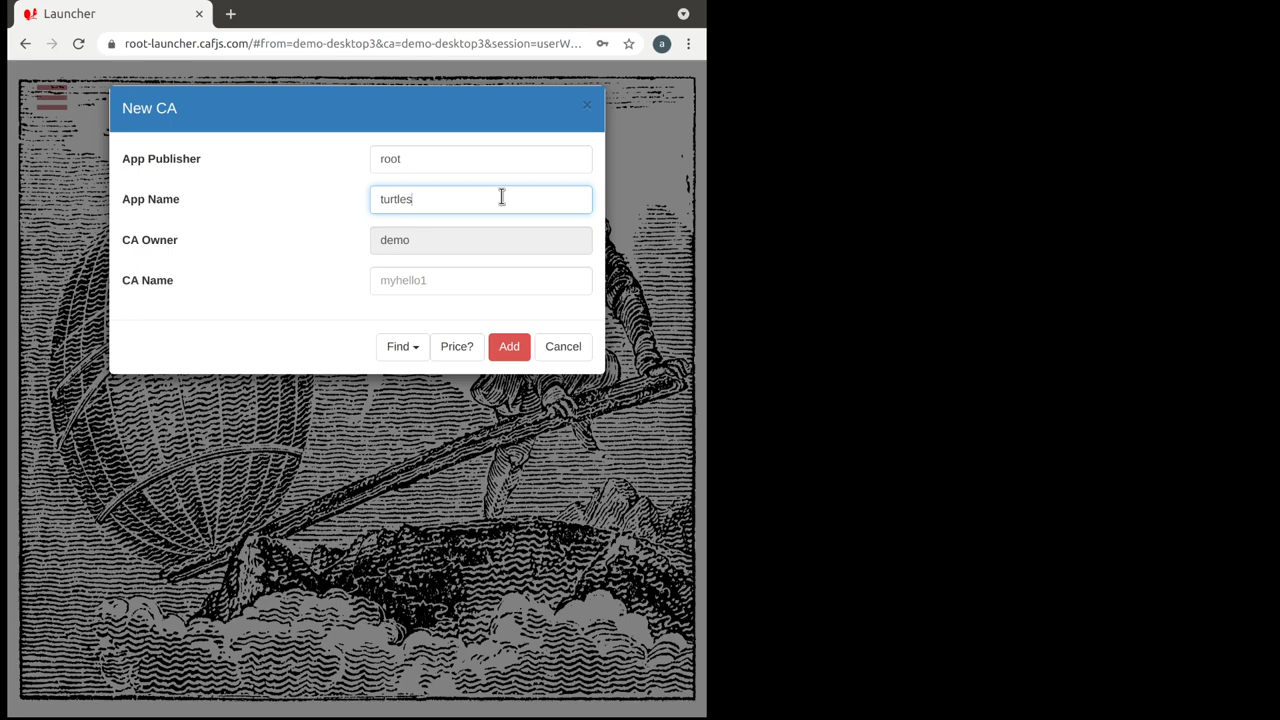 Launcher
root-launcher.cafjs.com/#from=demo-desktop3&ca=demo-desktop3&session=userW...
a
New CA
×
App Publisher root
App Name turtles
CA Owner demo
CA Name myhello1
Find Price? Add Cancel